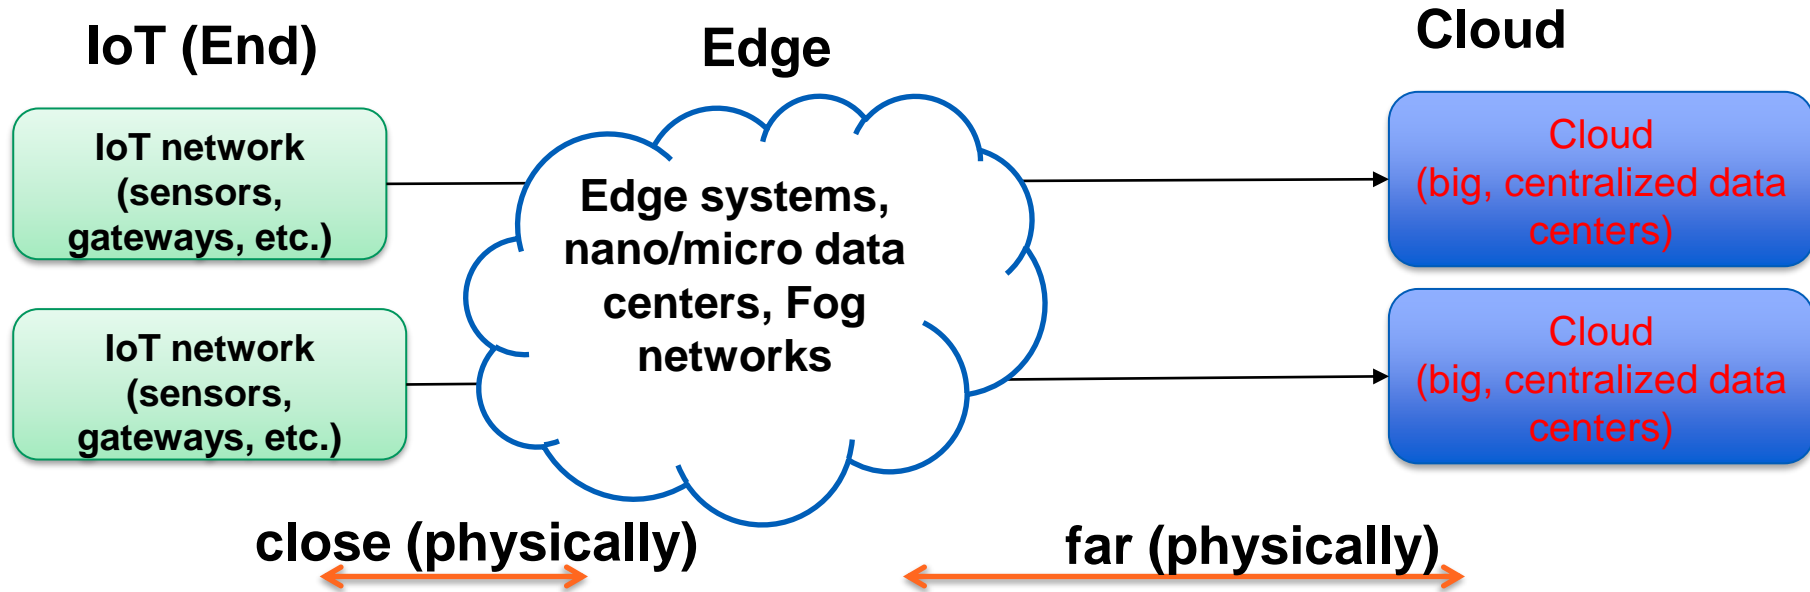 IoT (End)
Edge
Cloud
IoT network
(sensors,
gateways, etc.)
Edge systems,
nano/micro data
centers, Fog
networks
Cloud
(big, centralized data
centers)
IoT network
(sensors,
gateways, etc.)
Cloud
(big, centralized data
centers)
close (physically)
far (physically)